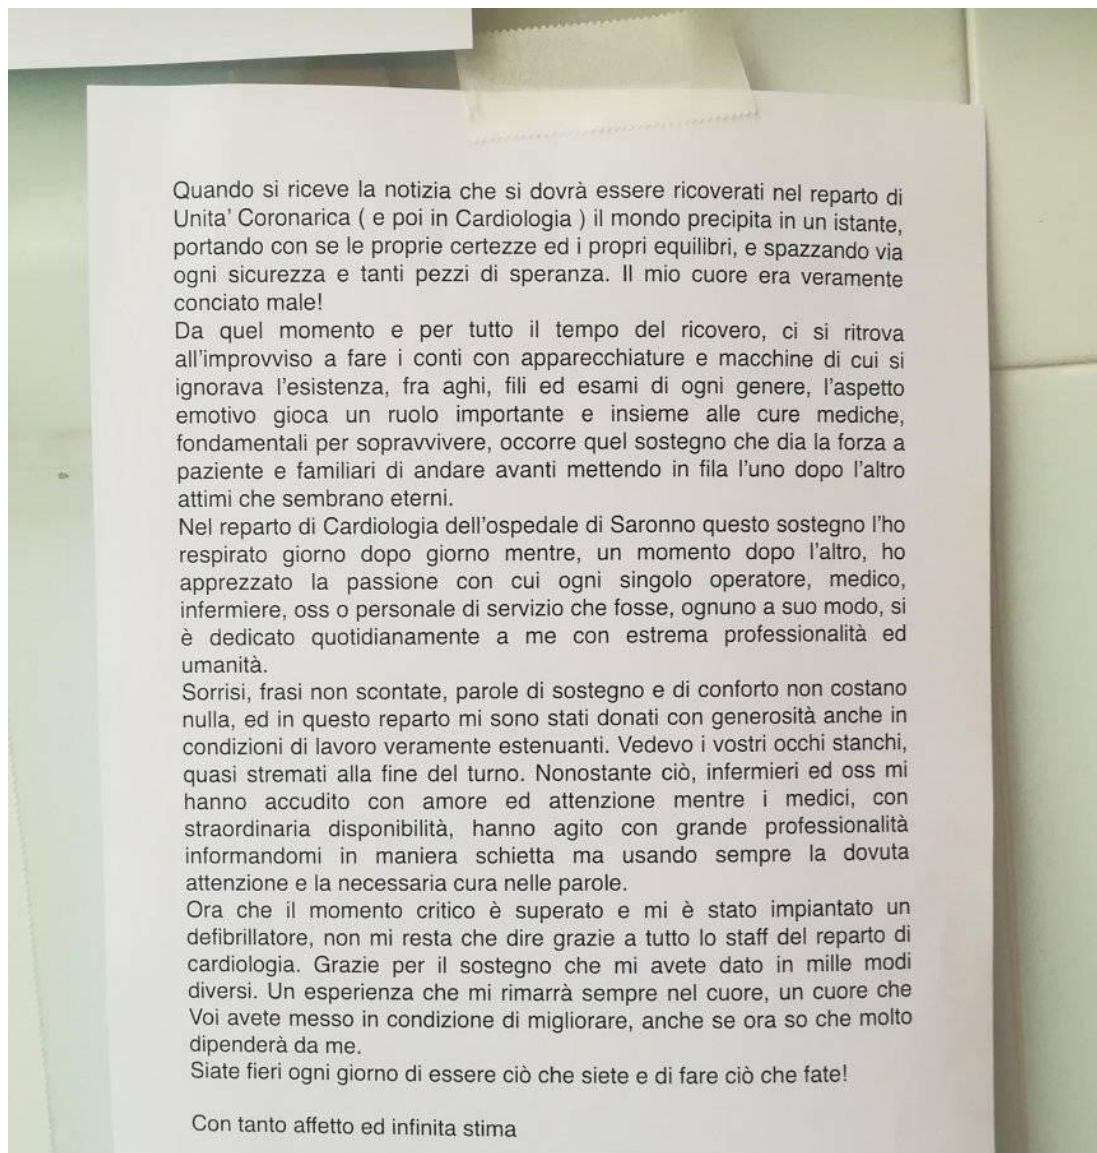 Quando si riceve la notizia che si dovrà essere ricoverati nel reparto di
Unita' Coronarica ( e poi in Cardiologia ) il mondo precipita in un istante,
portando con se le proprie certezze ed i propri equilibri, e spazzando via
ogni sicurezza e tanti pezzi di speranza. Il mio cuore era veramente
conciato male!
Da quel momento e per tutto il tempo del ricovero, ci si ritrova
all'improvviso a fare i conti con apparecchiature e macchine di cui si
ignorava l'esistenza, fra aghi, fili ed esami di ogni genere, l'aspetto
emotivo gioca un ruolo importante e insieme alle cure mediche,
fondamentali per sopravvivere, occorre quel sostegno che dia la forza a
paziente e familiari di andare avanti mettendo in fila l'uno dopo l'altro
attimi che sembrano eterni.
Nel reparto di Cardiologia dell'ospedale di Saronno questo sostegno l'ho
respirato giorno dopo giorno mentre, un momento dopo l'altro, ho
apprezzato la passione con cui ogni singolo operatore, medico,
infermiere, oss o personale di servizio che fosse, ognuno a suo modo, si
è dedicato quotidianamente a me con estrema professionalità ed
umanità.
Sorrisi, frasi non scontate, parole di sostegno e di conforto non costano
nulla, ed in questo reparto mi sono stati donati con generosità anche in
condizioni di lavoro veramente estenuanti. Vedevo i vostri occhi stanchi,
quasi stremati alla fine del turno. Nonostante ciò, infermieri ed oss mi
hanno accudito con amore ed attenzione mentre i medici, con
straordinaria disponibilità, hanno agito con grande professionalità
informandomi in maniera schietta ma usando sempre la dovuta
attenzione e la necessaria cura nelle parole.
Ora che il momento critico è superato e mi è stato impiantato un
defibrillatore, non mi resta che dire grazie a tutto lo staff del reparto di
cardiologia. Grazie per il sostegno che mi avete dato in mille modi
diversi. Un esperienza che mi rimarrà sempre nel cuore, un cuore che
Voi avete messo in condizione di migliorare, anche se ora so che molto
dipenderà da me.
Siate fieri ogni giorno di essere ciò che siete e di fare ciò che fate!
Con tanto affetto ed infinita stima